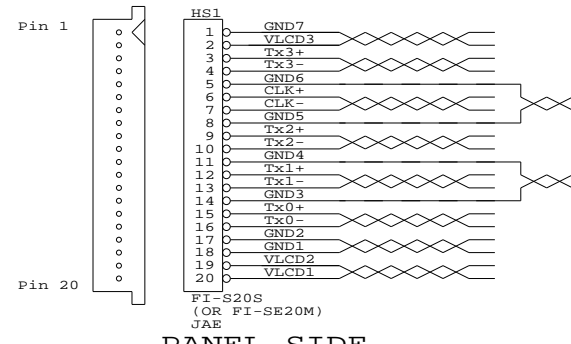 HS1
Pin 1
1 GND7
2 VLCD3
3 Tx3+
4 Tx3-
5 GND6
6 CLK+
7 CLK-
8 GND5
9 Tx2+
10 Tx2-
11 GND4
12 Tx1+
13 Tx1-
14 GND3
15 Tx0+
16 Tx0-
17 GND2
18 GND1
19 VLCD2
20 VLCD1
Pin 20
FI-S20S
(OR FI-SE20M)
JAE
PANEL SIDE